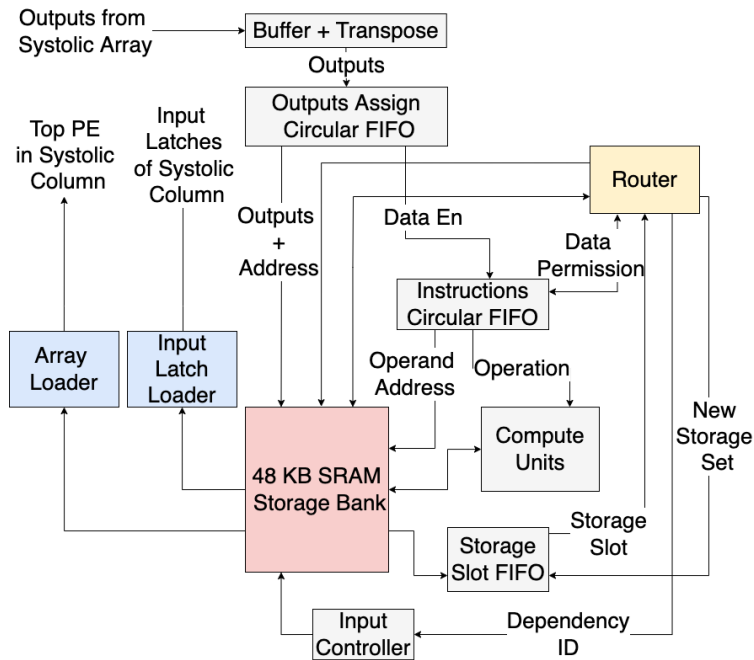 Outputs from
Systolic Array
Buffer + Transpose
Outputs
Outputs Assign
Circular FIFO
Top PE
in Systolic
Column
Input
Latches
of Systolic
Column
Router
Outputs
+
Address
Data En
Data
Permission
Instructions
Circular FIFO
Array
Loader
Input
Latch
Loader
Operand
Address
Operation
Compute
Units
New
Storage
Set
48 KB SRAM
Storage Bank
Storage
Slot
Storage
Slot FIFO
Input
Controller
Dependency
ID